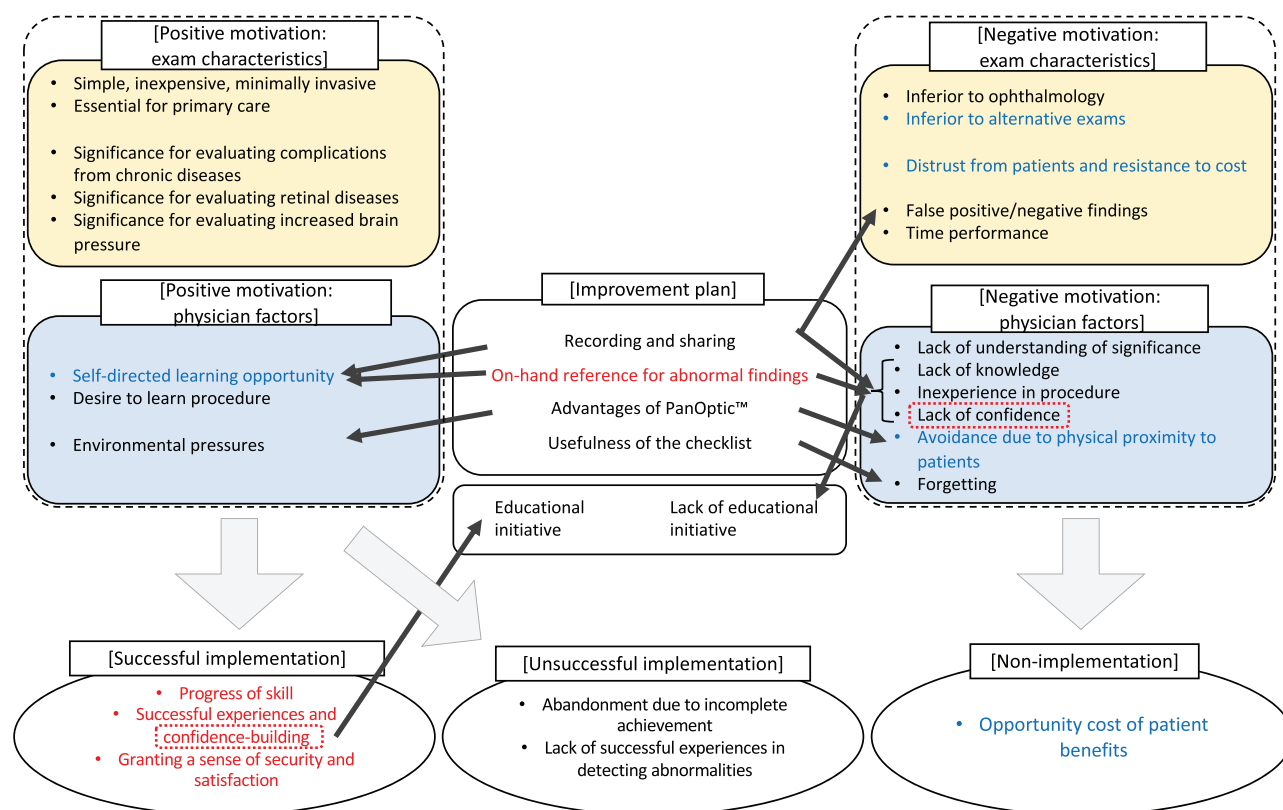 [Positive motivation:
exam characteristics]
• Simple, inexpensive, minimally invasive
• Essential for primary care
• Significance for evaluating complications
from chronic diseases
• Significance for evaluating retinal diseases
• Significance for evaluating increased brain
pressure
[Negative motivation:
exam characteristics]
• Inferior to ophthalmology
• Inferior to alternative exams
• Distrust from patients and resistance to cost
• False positive/negative findings
• Time performance
[Positive motivation:
physician factors]
• Self-directed learning opportunity
• Desire to learn procedure
• Environmental pressures
[Improvement plan]
Recording and sharing
On-hand reference for abnormal findings
Advantages of PanOptic™
Usefulness of the checklist
[Negative motivation:
physician factors]
• Lack of understanding of significance
• Lack of knowledge
• Inexperience in procedure
• Lack of confidence
• Avoidance due to physical proximity to
patients
• Forgetting
Educational
initiative
Lack of educational
initiative
[Successful implementation]
• Progress of skill
• Successful experiences and
confidence-building
• Granting a sense of security and
satisfaction
[Unsuccessful implementation]
• Abandonment due to incomplete
achievement
• Lack of successful experiences in
detecting abnormalities
[Non-implementation]
• Opportunity cost of patient
benefits